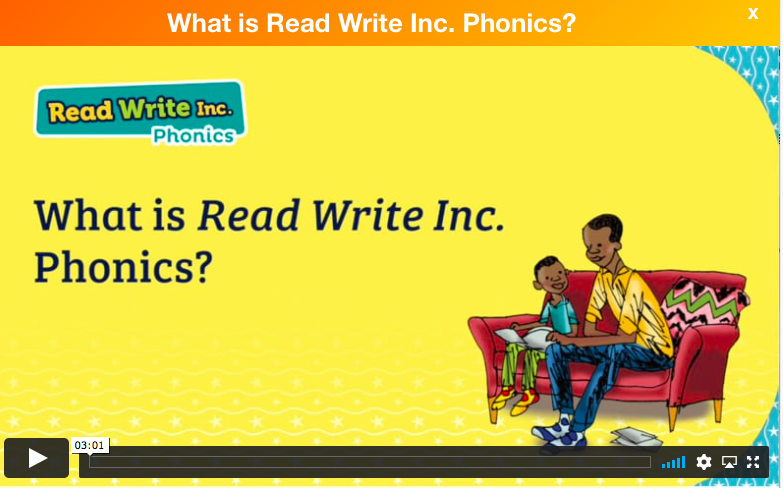 What is Read Write Inc. Phonics?
x
Read Write Inc.
Phonics
What is Read Write Inc.
Phonics?
03:01